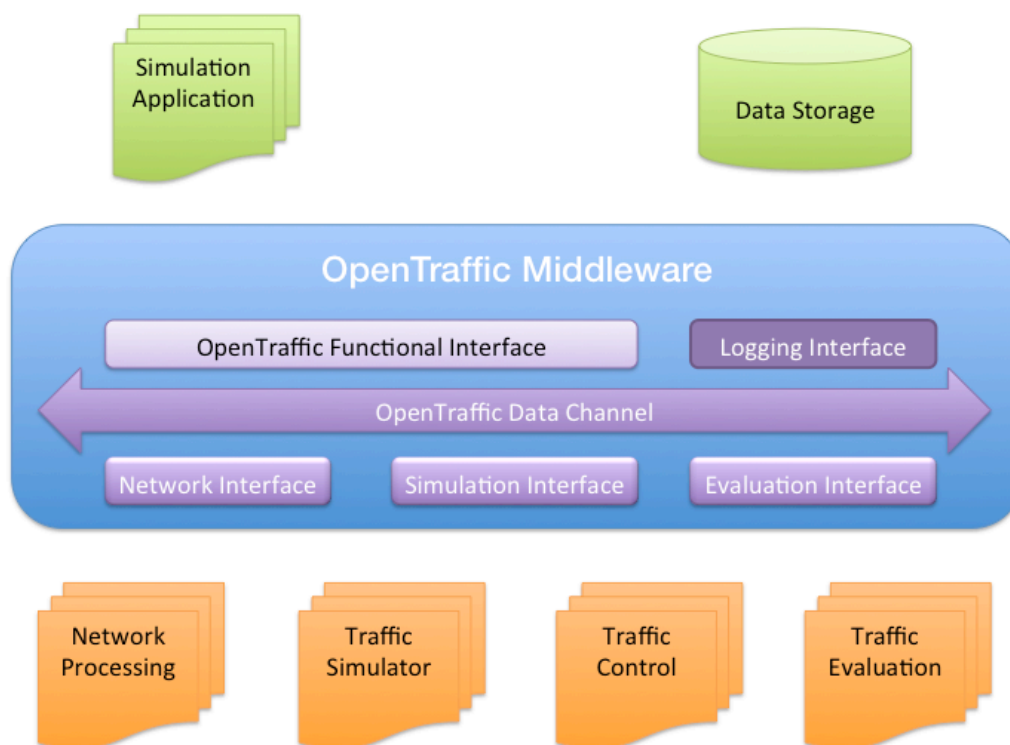 Simulation
Application
Data Storage
OpenTraffic Middleware
OpenTraffic Functional Interface
Logging Interface
OpenTraffic Data Channel
Network Interface
Simulation Interface
Evaluation Interface
Network
Processing
Traffic
Simulator
Traffic
Control
Traffic
Evaluation